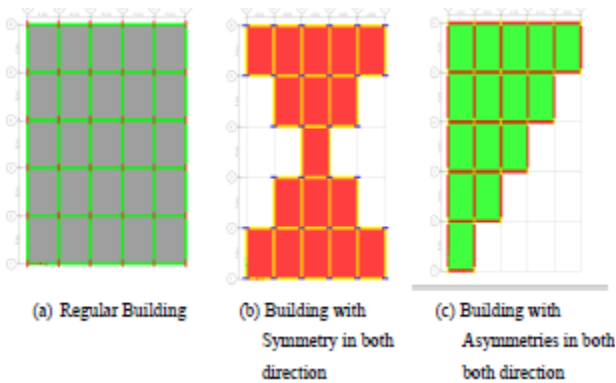 (a) Regular Building
(b) Building with
Symmetry in both
direction
(c) Building with
Asymmetries in both
both direction